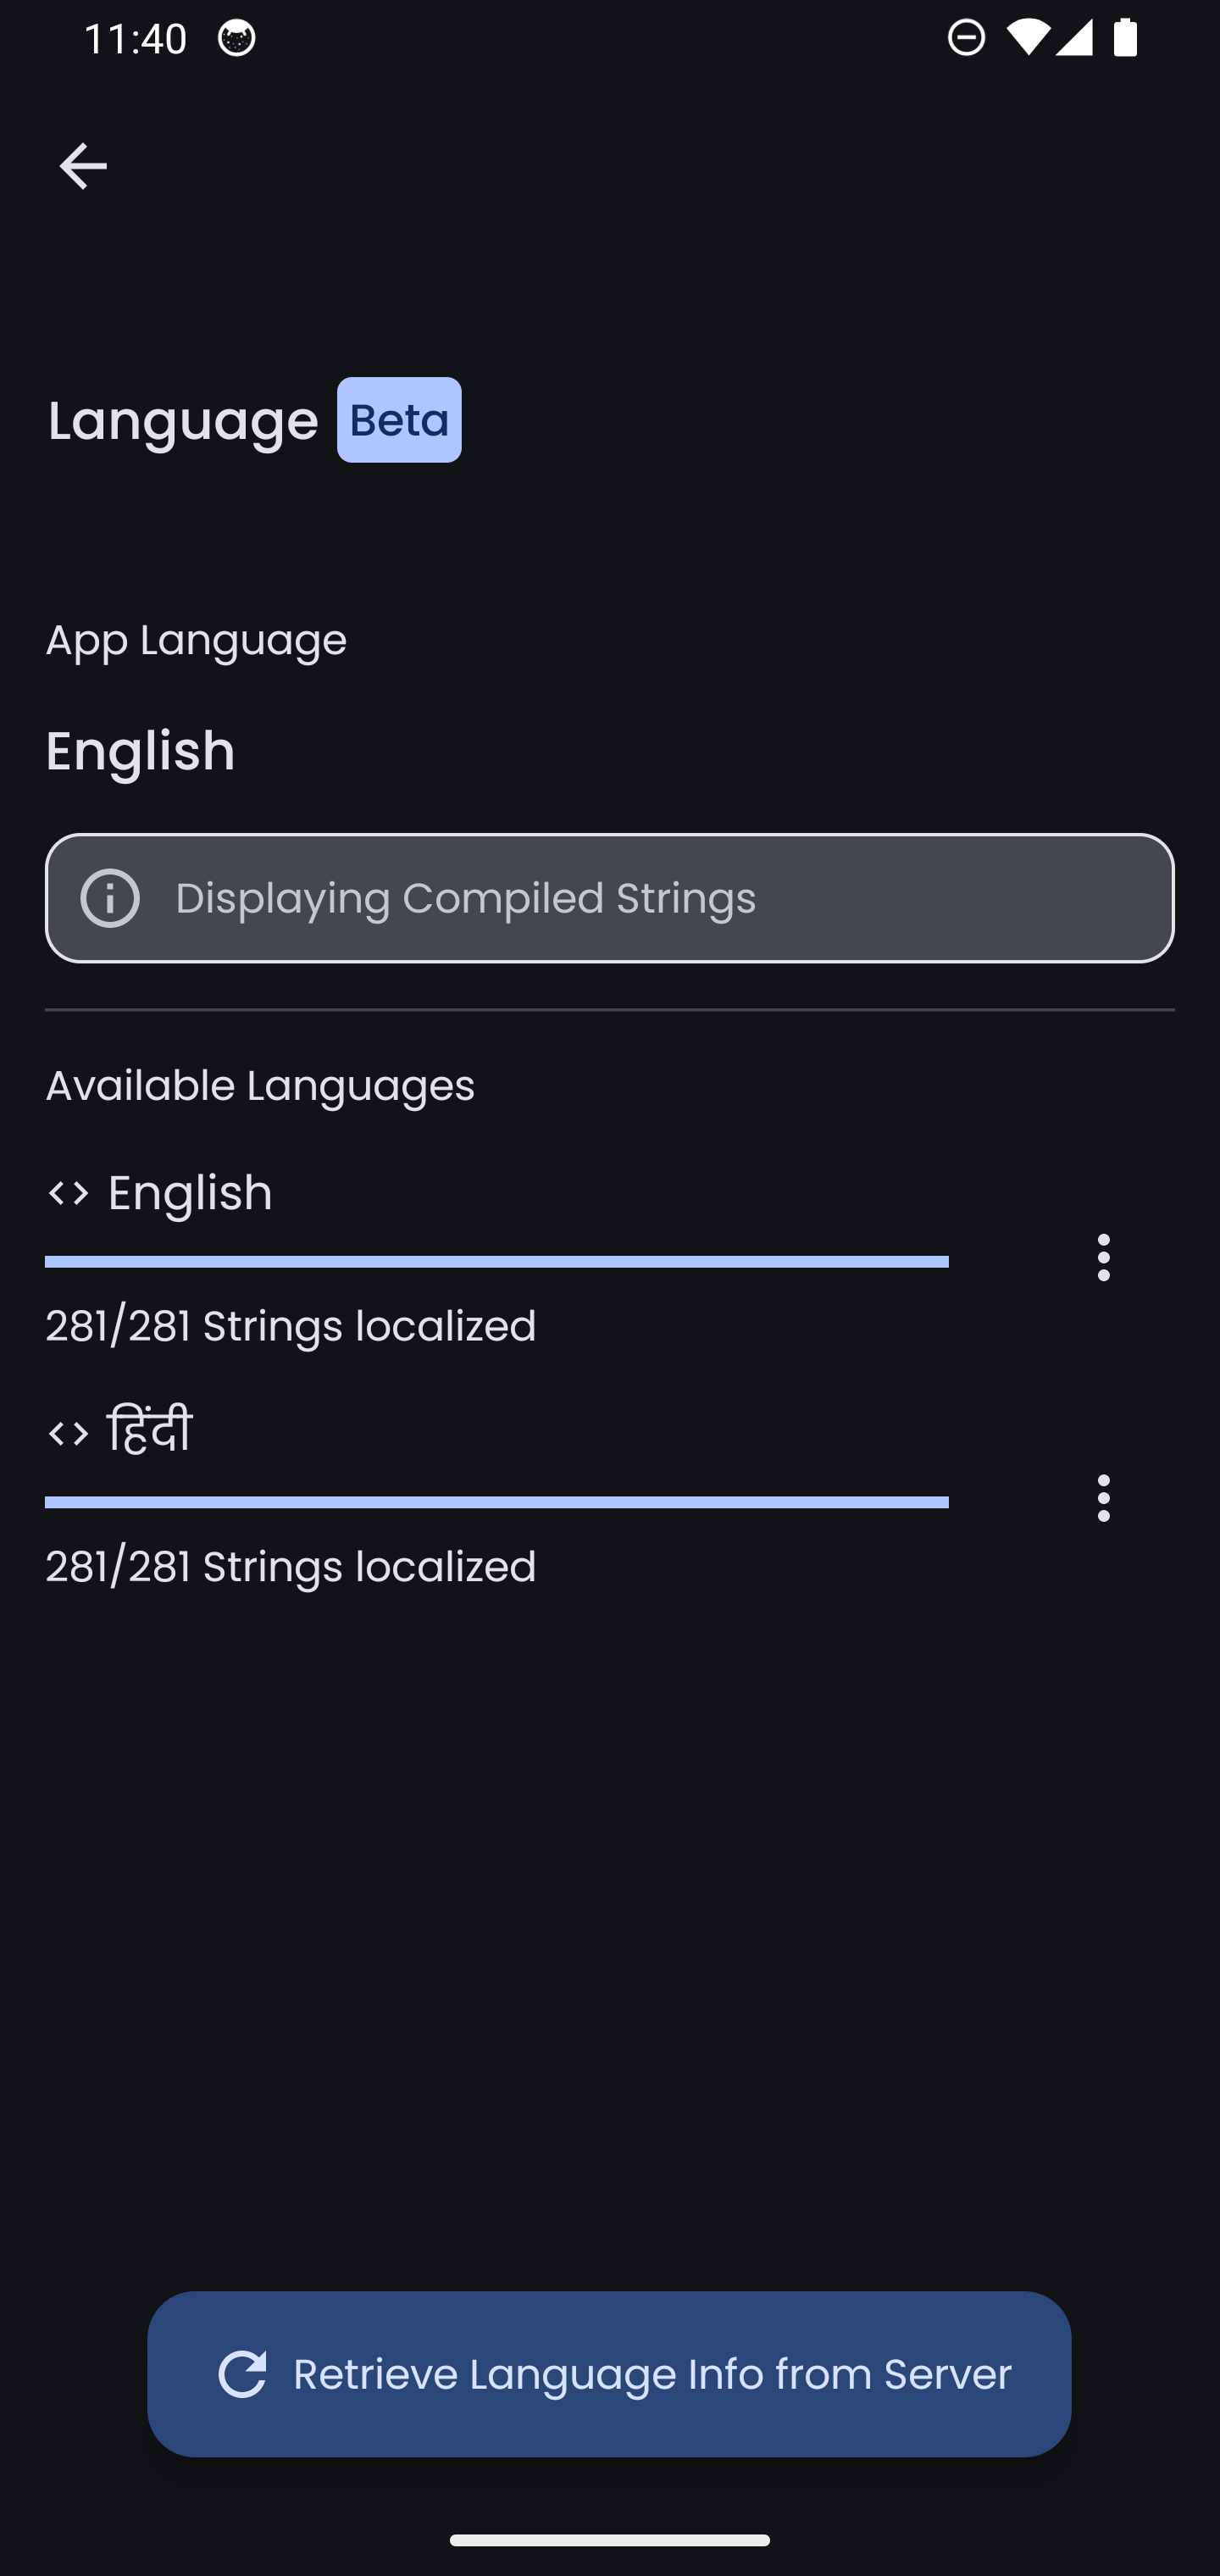 11:40
Language Beta
App Language
English
Displaying Compiled Strings
Available Languages
<> English
281/281 Strings localized
<> हिंदी
281/281 Strings localized
Retrieve Language Info from Server